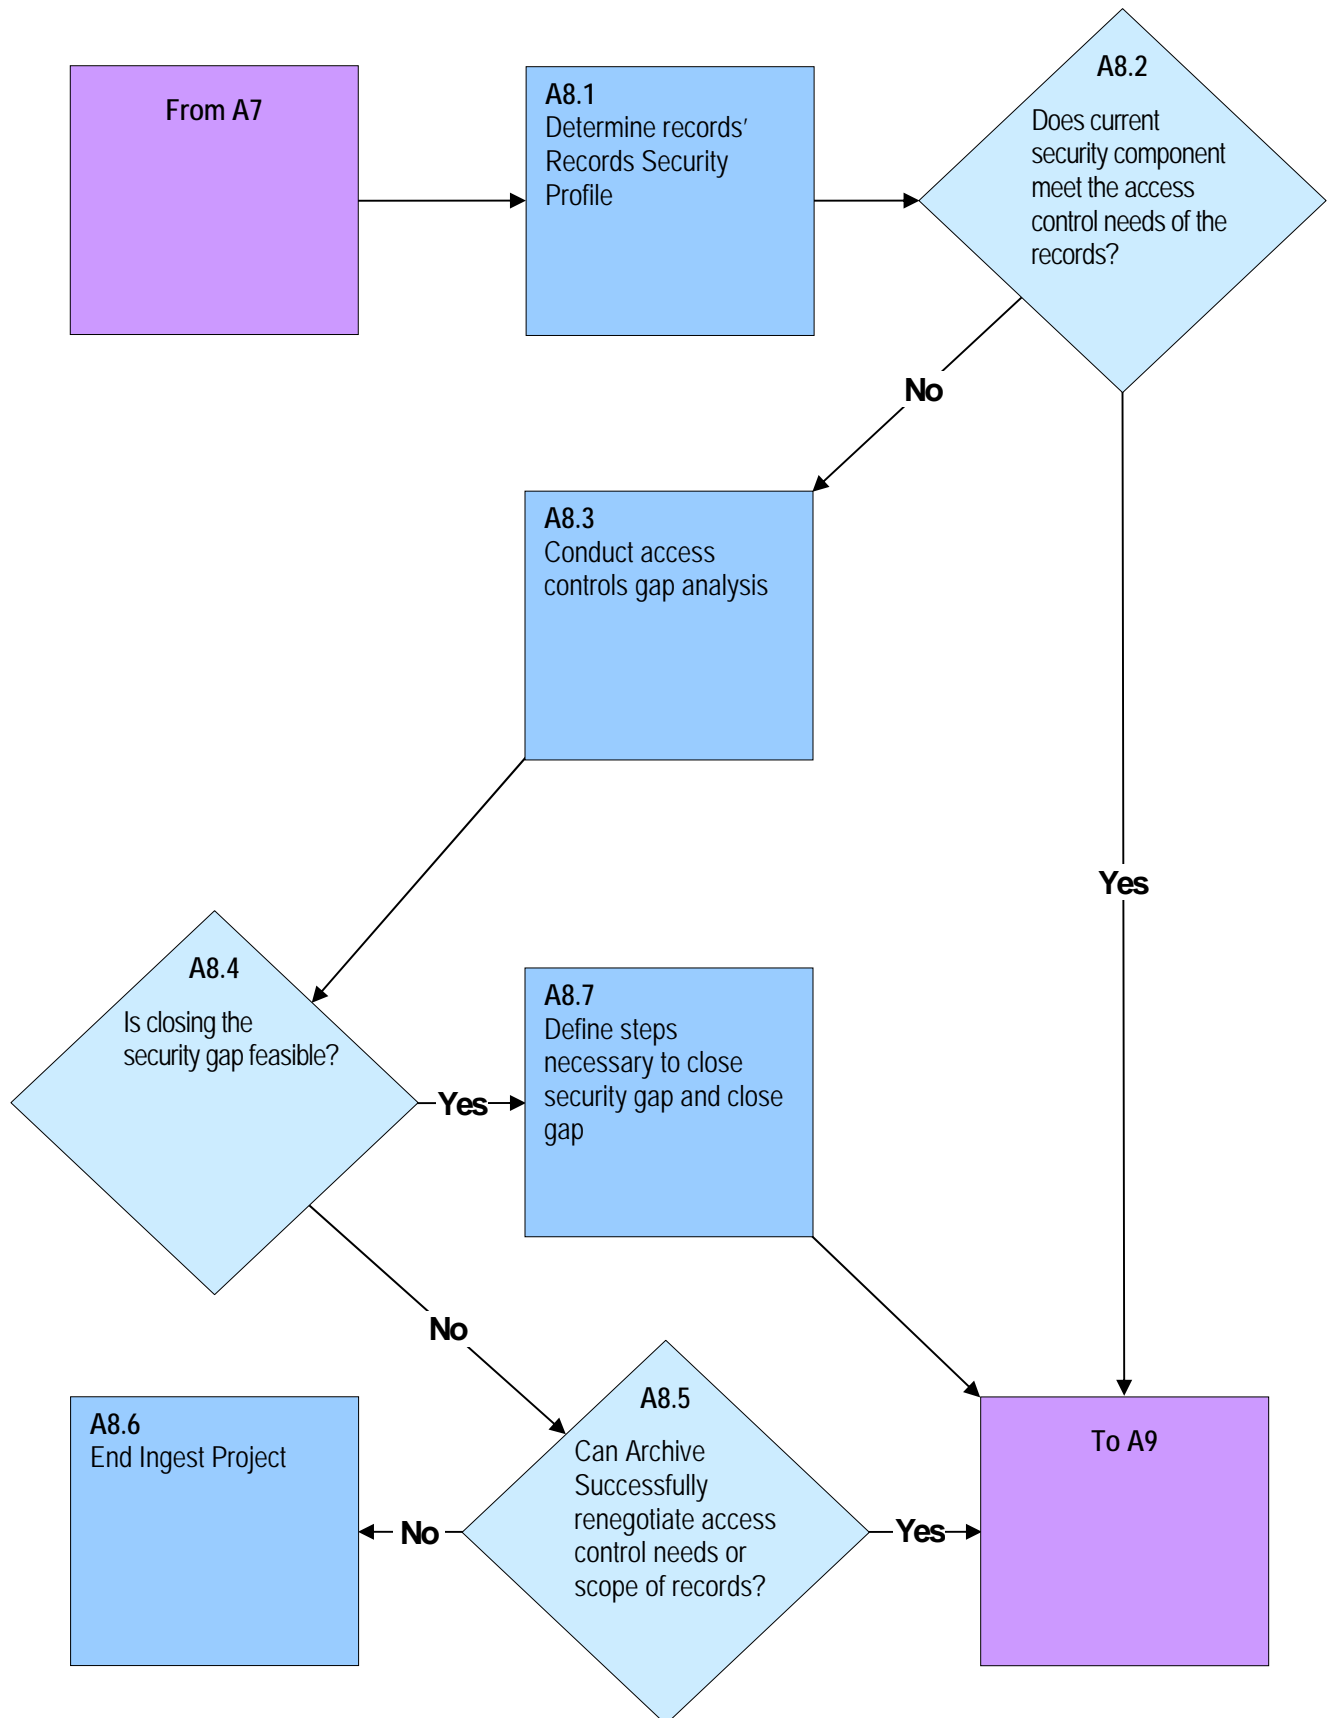 From A7
A8.1
Determine records'
Records Security
Profile
A8.2
Does current
security component
meet the access
control needs of the
records?
No
A8.3
Conduct access
controls gap analysis
Yes
A8.4
Is closing the
security gap feasible?
Yes
A8.7
Define steps
necessary to close
security gap and close
gap
No
A8.6
End Ingest Project
No
A8.5
Can Archive
Successfully
renegotiate access
control needs or
scope of records?
Yes
To A9